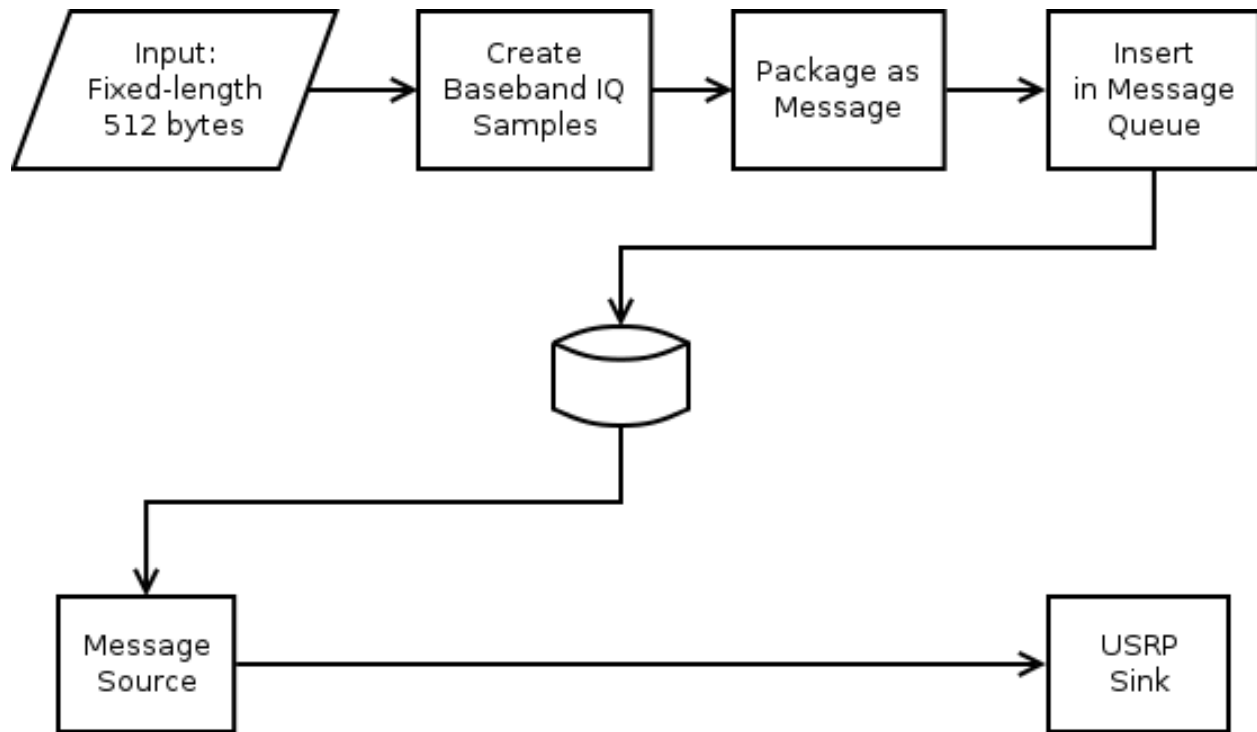 Input:
Fixed-length
512 bytes
Create
Baseband IQ
Samples
Package as
Message
Insert
in Message
Queue
Message
Source
USRP
Sink